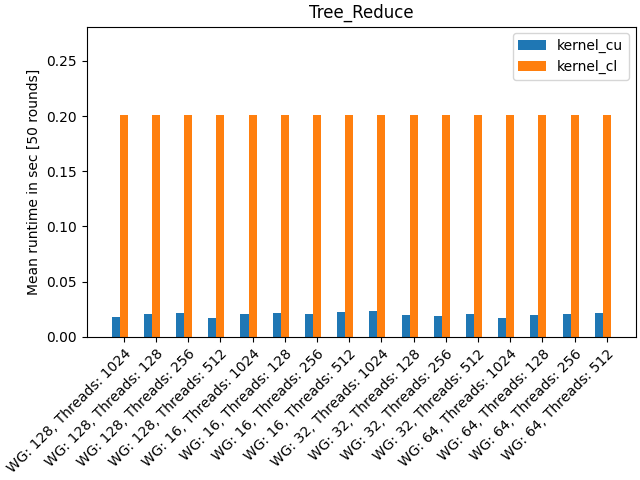 Tree_Reduce
kernel_cu
kernel_cl
Mean runtime in sec [50 rounds]
0.25
0.20
0.15
0.10
0.05
0.00
WG: 128, Threads: 1024
WG: 128, Threads: 128
WG: 128, Threads: 256
WG: 128, Threads: 512
WG: 16, Threads: 1024
WG: 16, Threads: 128
WG: 16, Threads: 256
WG: 16, Threads: 512
WG: 32, Threads: 1024
WG: 32, Threads: 128
WG: 32, Threads: 256
WG: 32, Threads: 512
WG: 64, Threads: 1024
WG: 64, Threads: 128
WG: 64, Threads: 256
WG: 64, Threads: 512